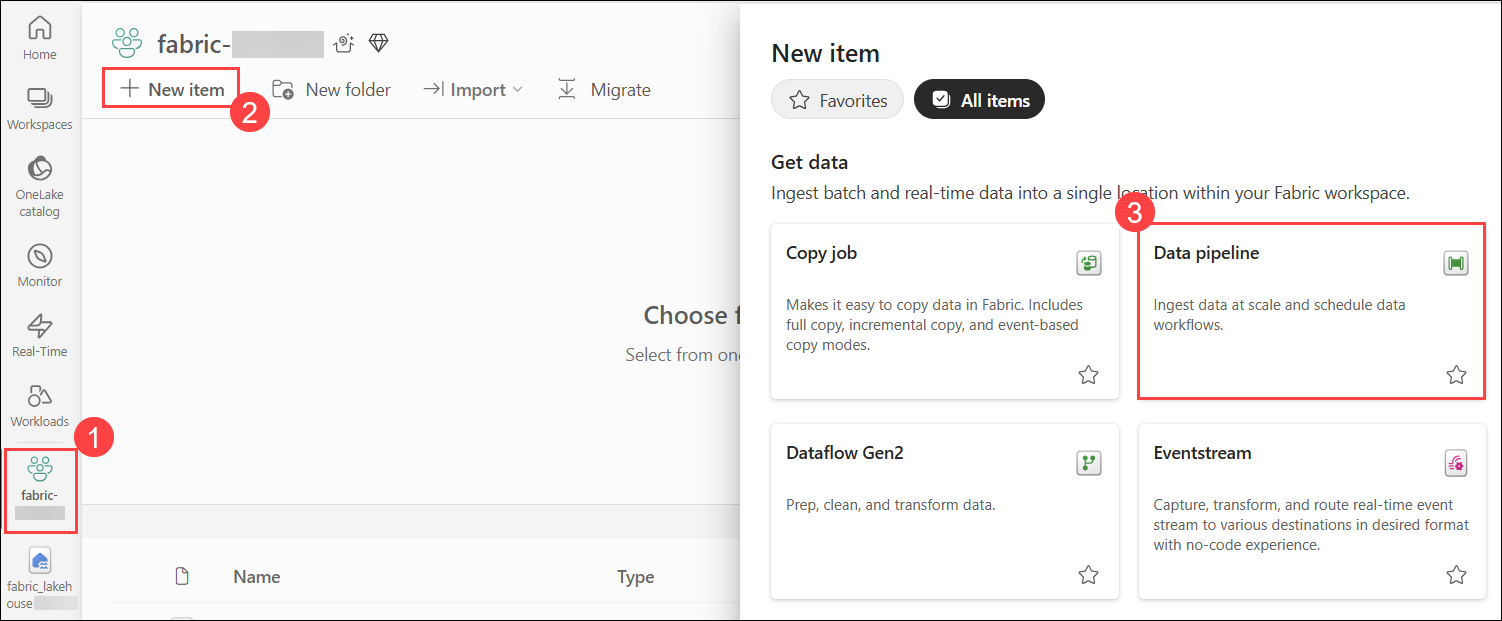 Home
Workspaces
OneLake
catalog
Monitor
Real-Time
Workloads
1
fabric-
fabric_lakeh
ouse
fabric-
New item
2
New folder
Import
Migrate
Choose f
Select from one
Name
Type
New item
Favorites
All items
Get data
Ingest batch and real-time data into a single location within your Fabric workspace.
3
Copy job
Makes it easy to copy data in Fabric. Includes
full copy, incremental copy, and event-based
copy modes.
Data pipeline
Ingest data at scale and schedule data
workflows.
Dataflow Gen2
Prep, clean, and transform data.
Eventstream
Capture, transform, and route real-time event
stream to various destinations in desired format
with no-code experience.